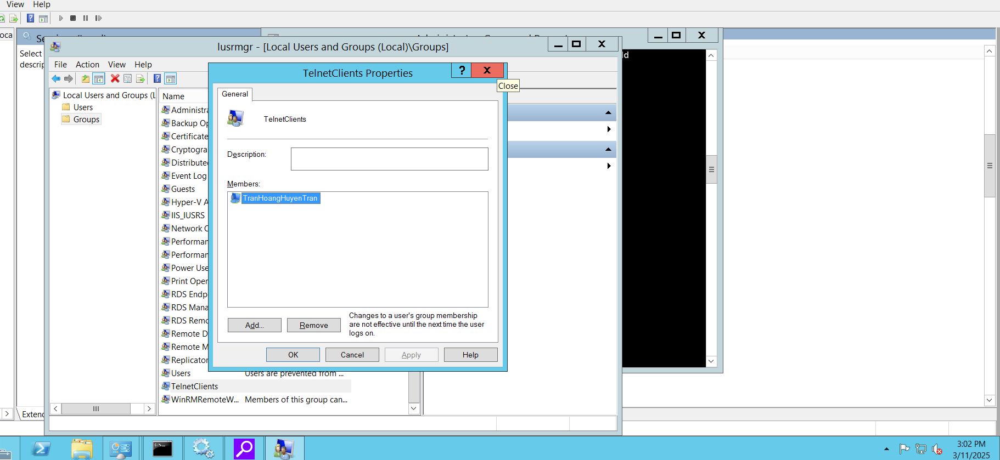 View Help
oca
Select
descrip
lusrmgr - [Local Users and Groups (Local)\Groups]
File Action View Help
Local Users and Groups (L
Users
Groups
Name
Administra
Backup Op
Certificate
Cryptogra
Distributed
Event Log
Guests
Hyper-V A
IIS_IUSRS
Network C
Performan
Performan
Power Use
Print Oper
RDS Endp
RDS Mana
RDS Remo
Remote D
Remote M
Replicator
Users Users are prevented from ...
TelnetClients
WinRMRemoteW... Members of this group can...
TelnetClients Properties
?
X
Close
General
TelnetClients
Description:
Members:
TranHoangHuyenTran
Add...
Remove
Changes to a user's group membership
are not effective until the next time the user
logs on.
OK
Cancel
Apply
Help
ld
Extend
3:02 PM
3/11/2025